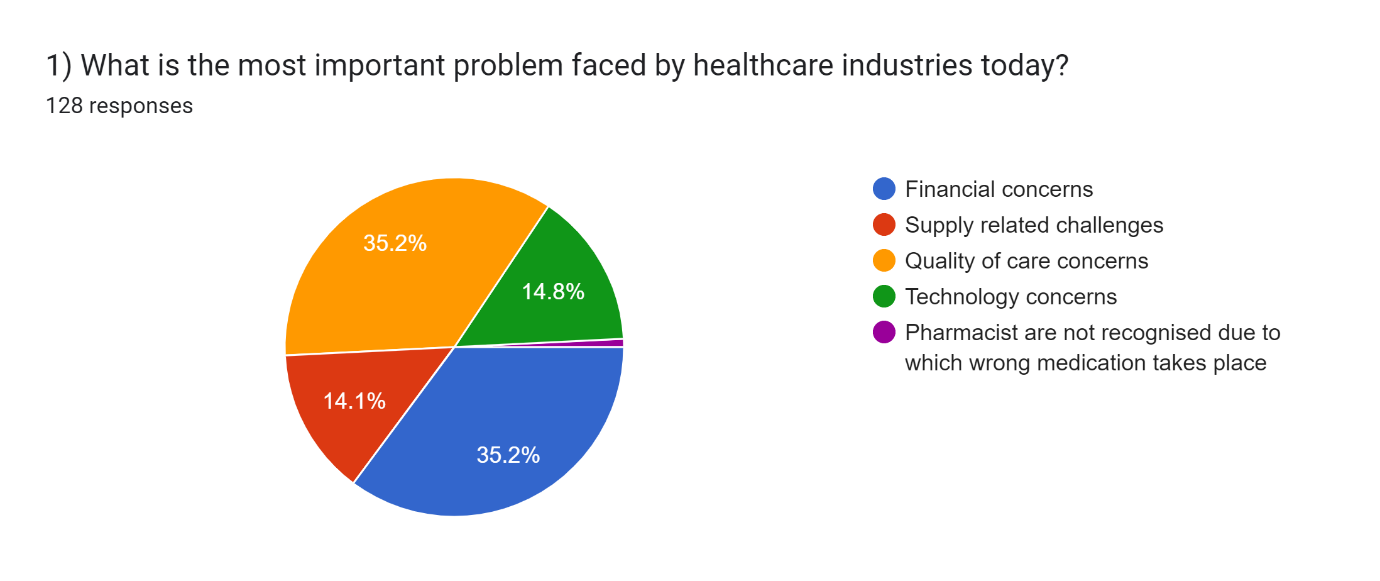 1) What is the most important problem faced by healthcare industries today?
128 responses
35.2%
14.8%
14.1%
35.2%
Financial concerns
Supply related challenges
Quality of care concerns
Technology concerns
Pharmacist are not recognised due to
which wrong medication takes place